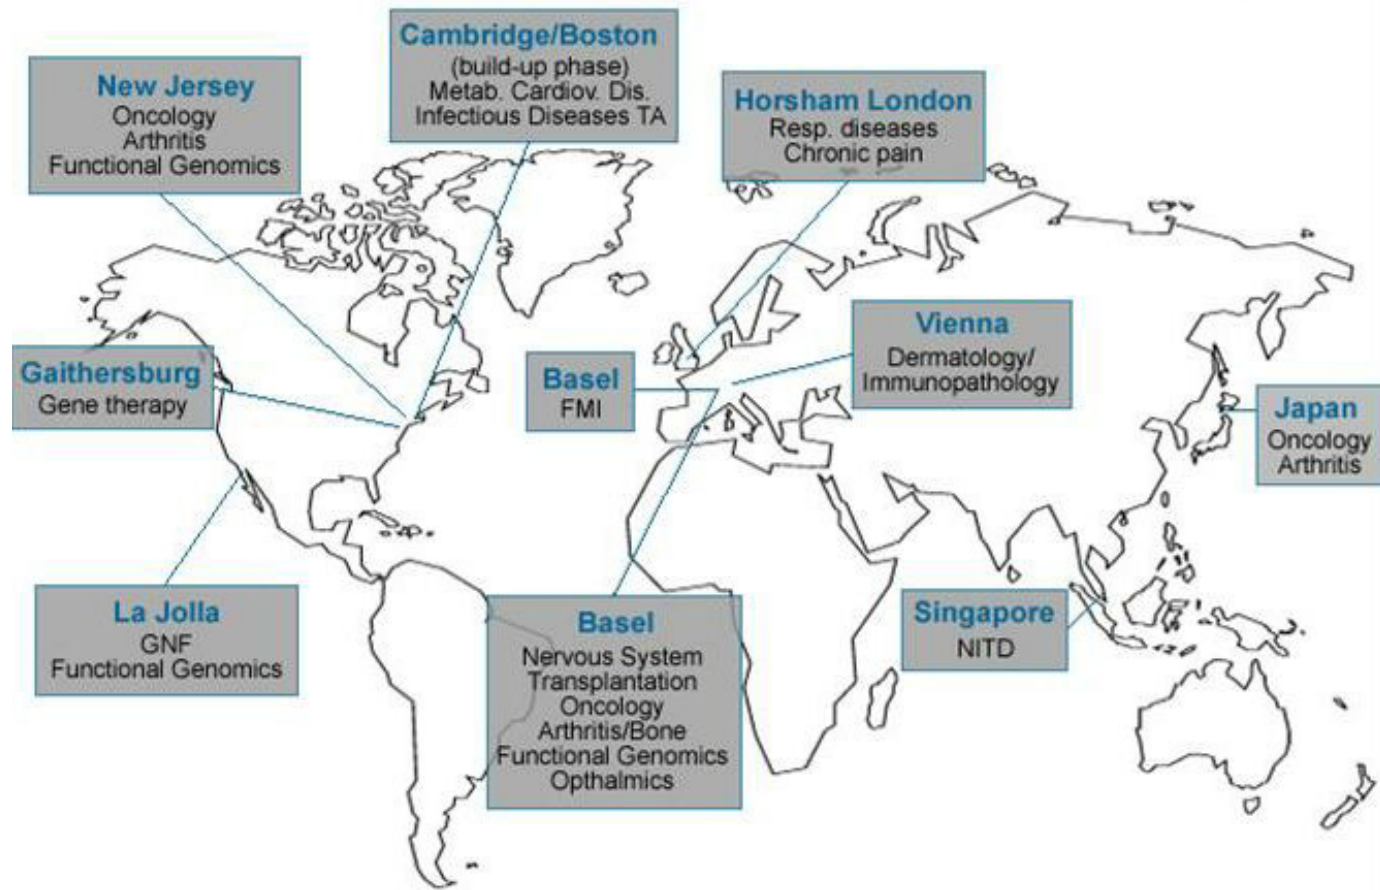 Cambridge/Boston
(build-up phase)
Metab. Cardiov. Dis.
Infectious Diseases TA
New Jersey
Oncology
Arthritis
Functional Genomics
Horsham London
Resp. diseases
Chronic pain
Gaithersburg
Gene therapy
Basel
FMI
Vienna
Dermatology/
Immunopathology
Japan
Oncology
Arthritis
La Jolla
GNF
Functional Genomics
Basel
Nervous System
Transplantation
Oncology
Arthritis/Bone
Functional Genomics
Opthalmics
Singapore
NITD